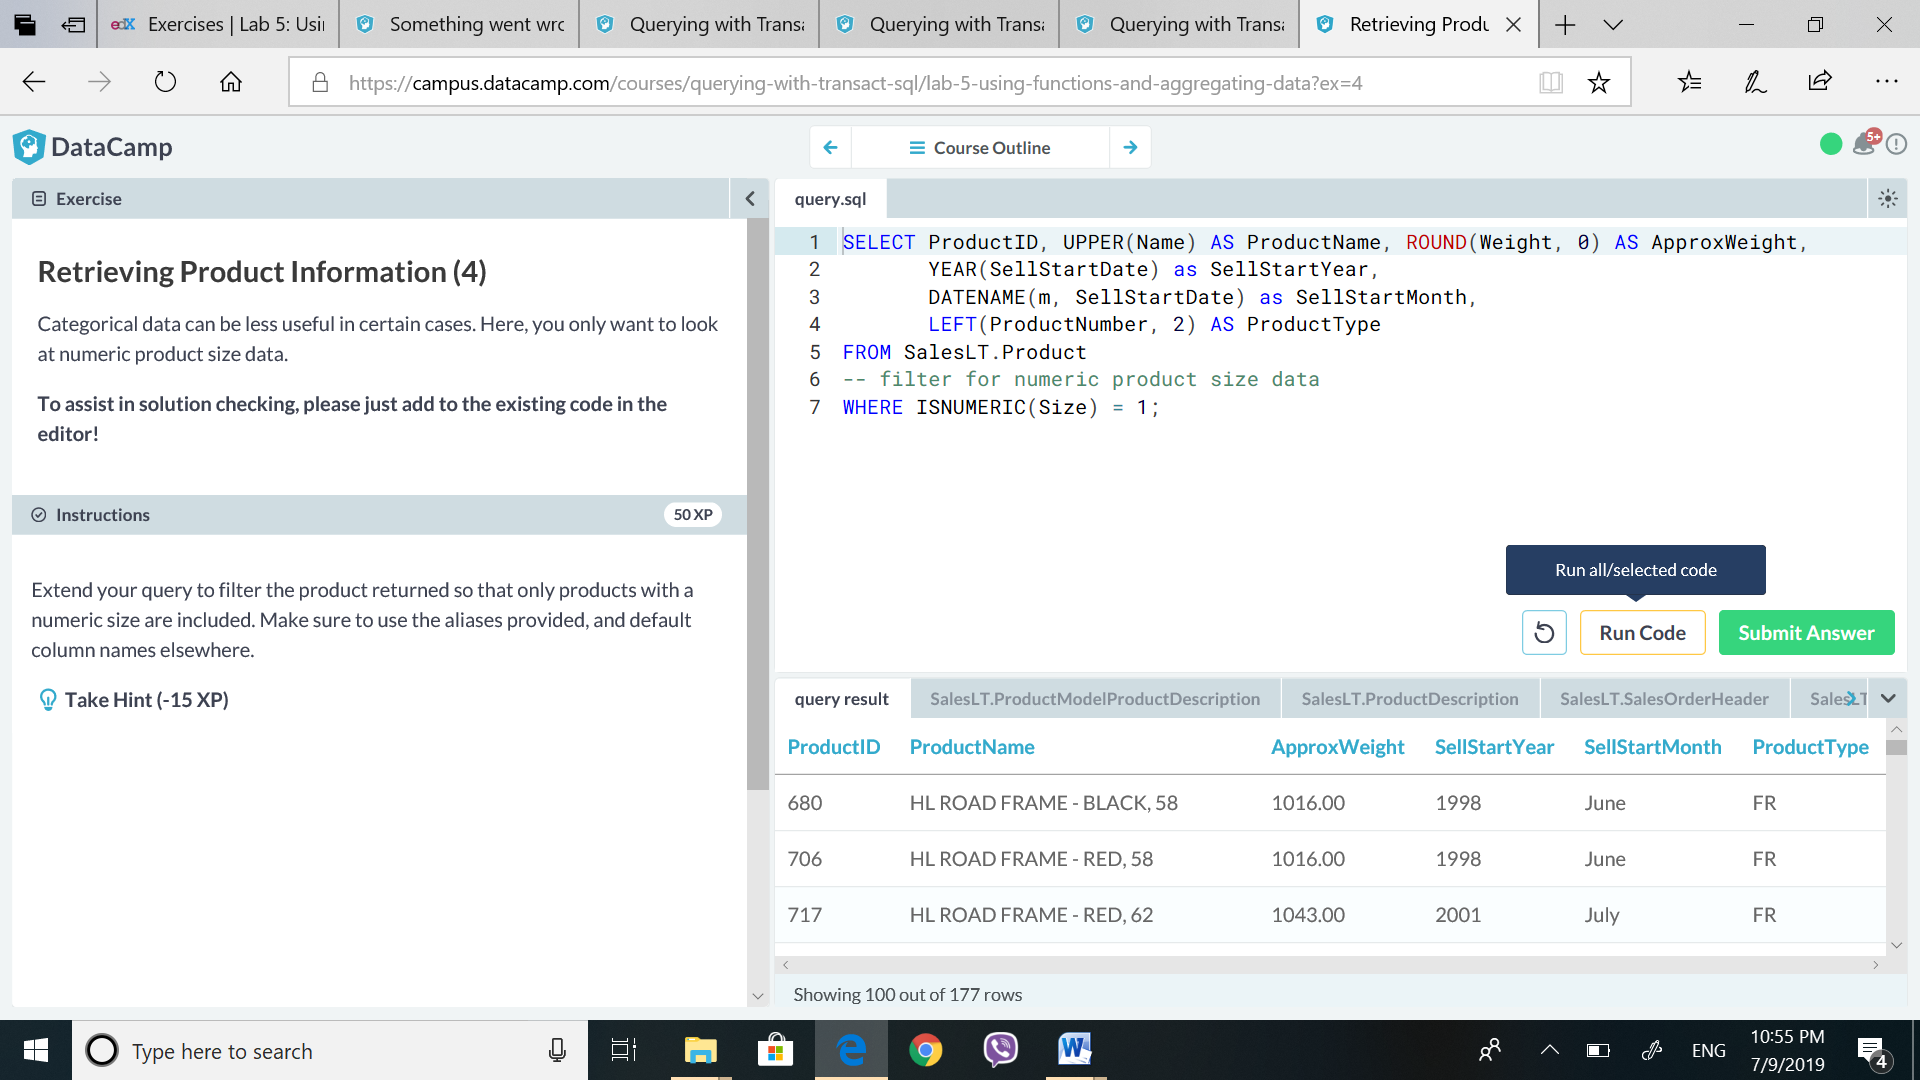 edX Exercises | Lab 5: Usin
Something went wro
Querying with Transa
Querying with Transa
Querying with Transa
Retrieving Produ
https://campus.datacamp.com/courses/querying-with-transact-sql/lab-5-using-functions-and-aggregating-data?ex=4
DataCamp
Course Outline
5+
Exercise
Retrieving Product Information (4)
Categorical data can be less useful in certain cases. Here, you only want to look
at numeric product size data.
To assist in solution checking, please just add to the existing code in the
editor!
Instructions
50 XP
Extend your query to filter the product returned so that only products with a
numeric size are included. Make sure to use the aliases provided, and default
column names elsewhere.
Take Hint (-15 XP)
query.sql
1 SELECT ProductID, UPPER(Name) AS ProductName, ROUND(Weight, 0) AS ApproxWeight,
2 YEAR(SellStartDate) as SellStartYear,
3 DATENAME(m, SellStartDate) as SellStartMonth,
4 LEFT(ProductNumber, 2) AS ProductType
5 FROM SalesLT.Product
6 -- filter for numeric product size data
7 WHERE ISNUMERIC(Size) = 1;
Run all/selected code
Run Code
Submit Answer
query result SalesLT.ProductModelProductDescription SalesLT.ProductDescription SalesLT.SalesOrderHeader SalesLT
ProductID ProductName ApproxWeight SellStartYear SellStartMonth ProductType
680 HL ROAD FRAME - BLACK, 58 1016.00 1998 June FR
706 HL ROAD FRAME - RED, 58 1016.00 1998 June FR
717 HL ROAD FRAME - RED, 62 1043.00 2001 July FR
Showing 100 out of 177 rows
Type here to search
ENG
10:55 PM
7/9/2019
4